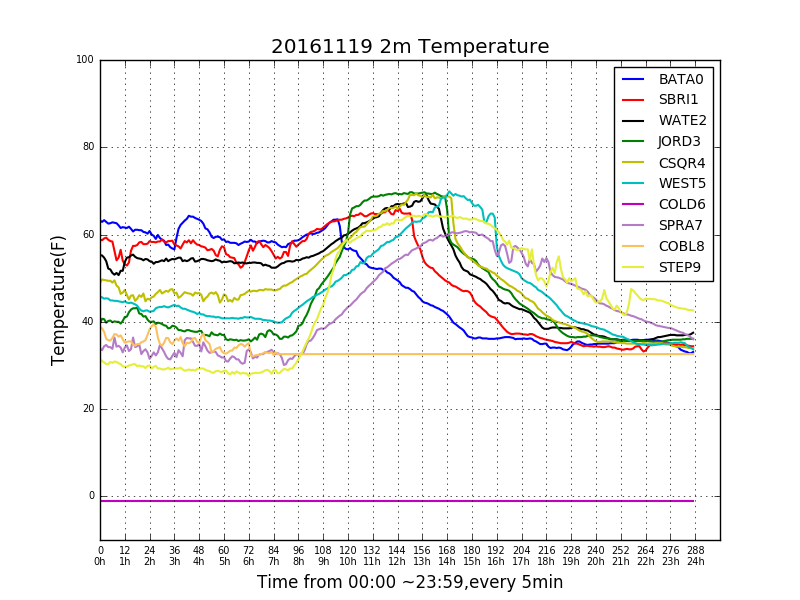 20161119 2m Temperature
BATA0
SBRI1
WATE2
JORD3
CSQR4
WEST5
COLD6
SPRA7
COBL8
STEP9
Temperature(F)
100
80
60
40
20
0
0 12 24 36 48 60 72 84 96 108 120 132 144 156 168 180 192 204 216 228 240 252 264 276 288
0h 1h 2h 3h 4h 5h 6h 7h 8h 9h 10h 11h 12h 13h 14h 15h 16h 17h 18h 19h 20h 21h 22h 23h 24h
Time from 00:00 ~23:59,every 5min